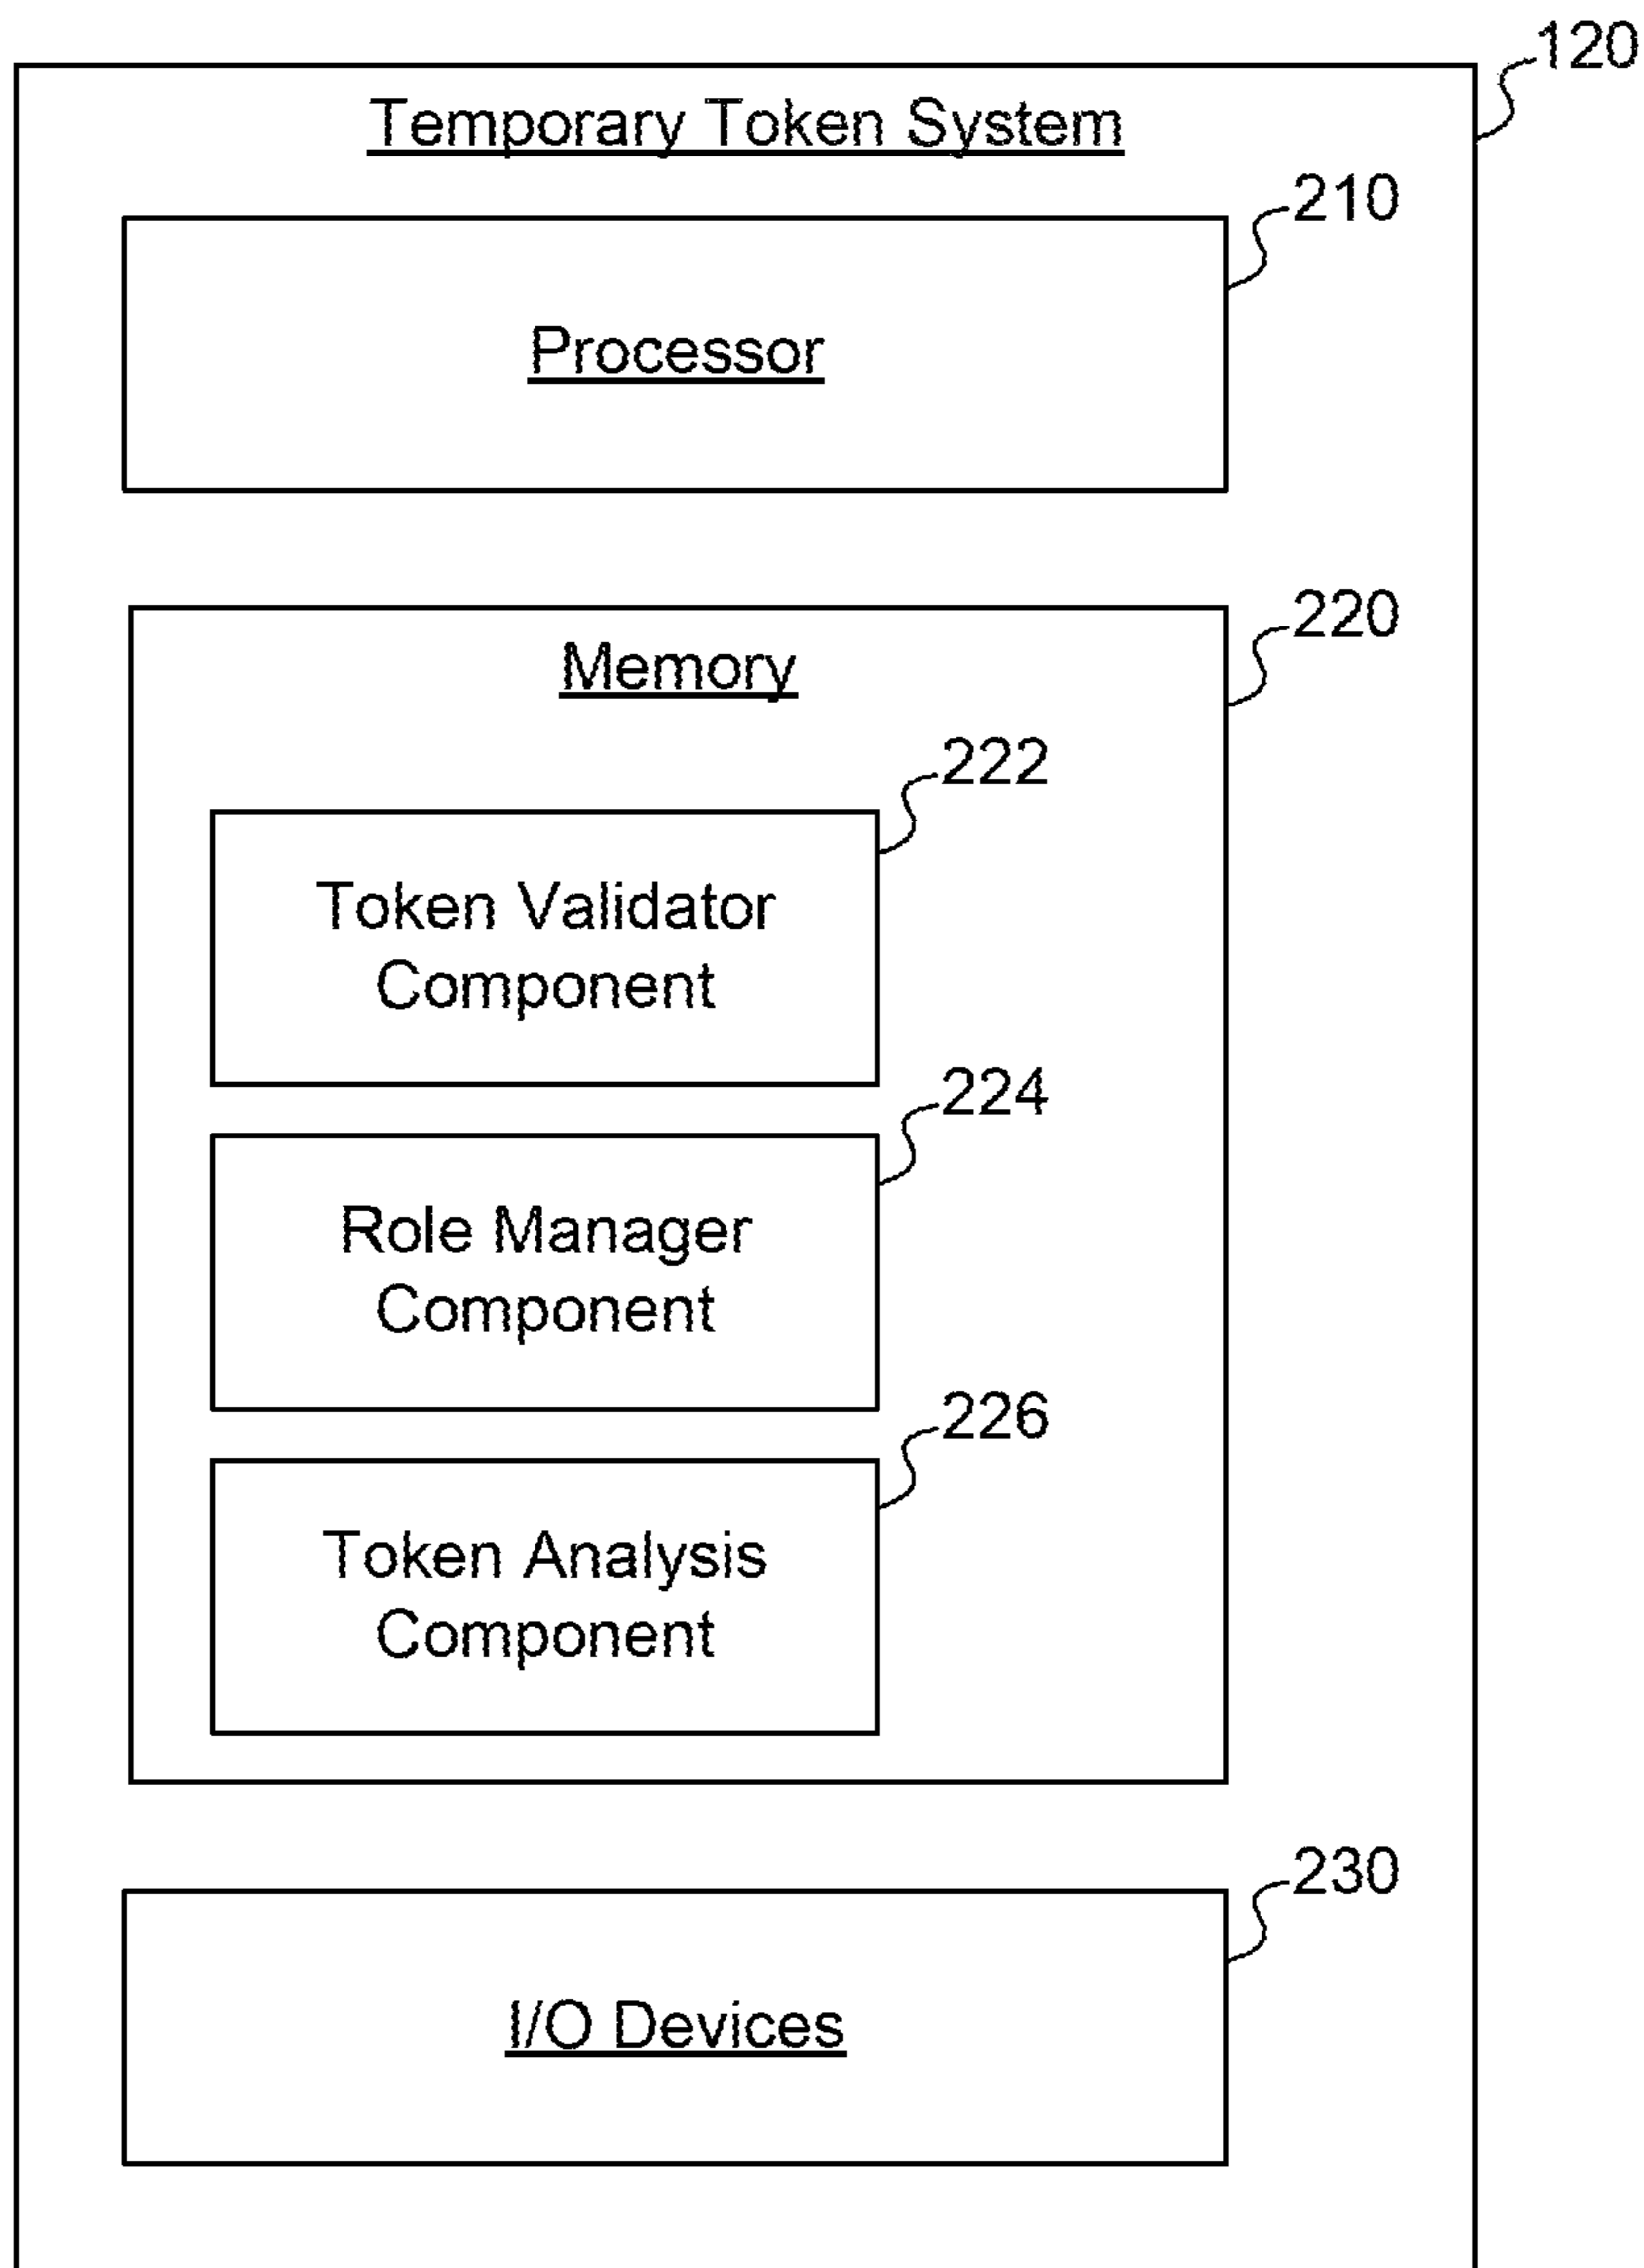 120
Temporary Token System
210
Processor
220
Memory
222
Token Validator
Component
224
Role Manager
Component
226
Token Analysis
Component
230
I/O Devices